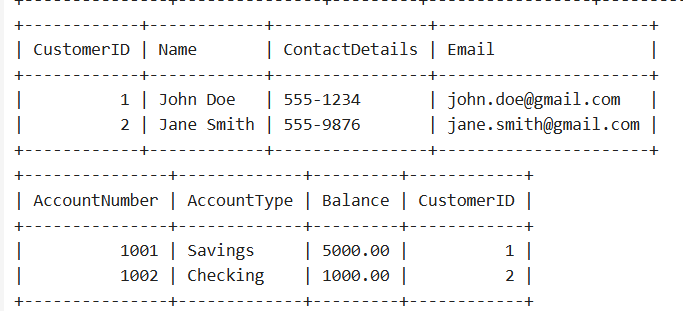 +-------------+------------+----------------+----------------------+
| CustomerID | Name       | ContactDetails | Email                |
+-------------+------------+----------------+----------------------+
|          1 | John Doe   | 555-1234       | john.doe@gmail.com   |
|          2 | Jane Smith | 555-9876       | jane.smith@gmail.com |
+-------------+------------+----------------+----------------------+
+---------------+-------------+---------+------------+
| AccountNumber | AccountType | Balance | CustomerID |
+---------------+-------------+---------+------------+
|          1001 | Savings     | 5000.00 |          1 |
|          1002 | Checking    | 1000.00 |          2 |
+---------------+-------------+---------+------------+